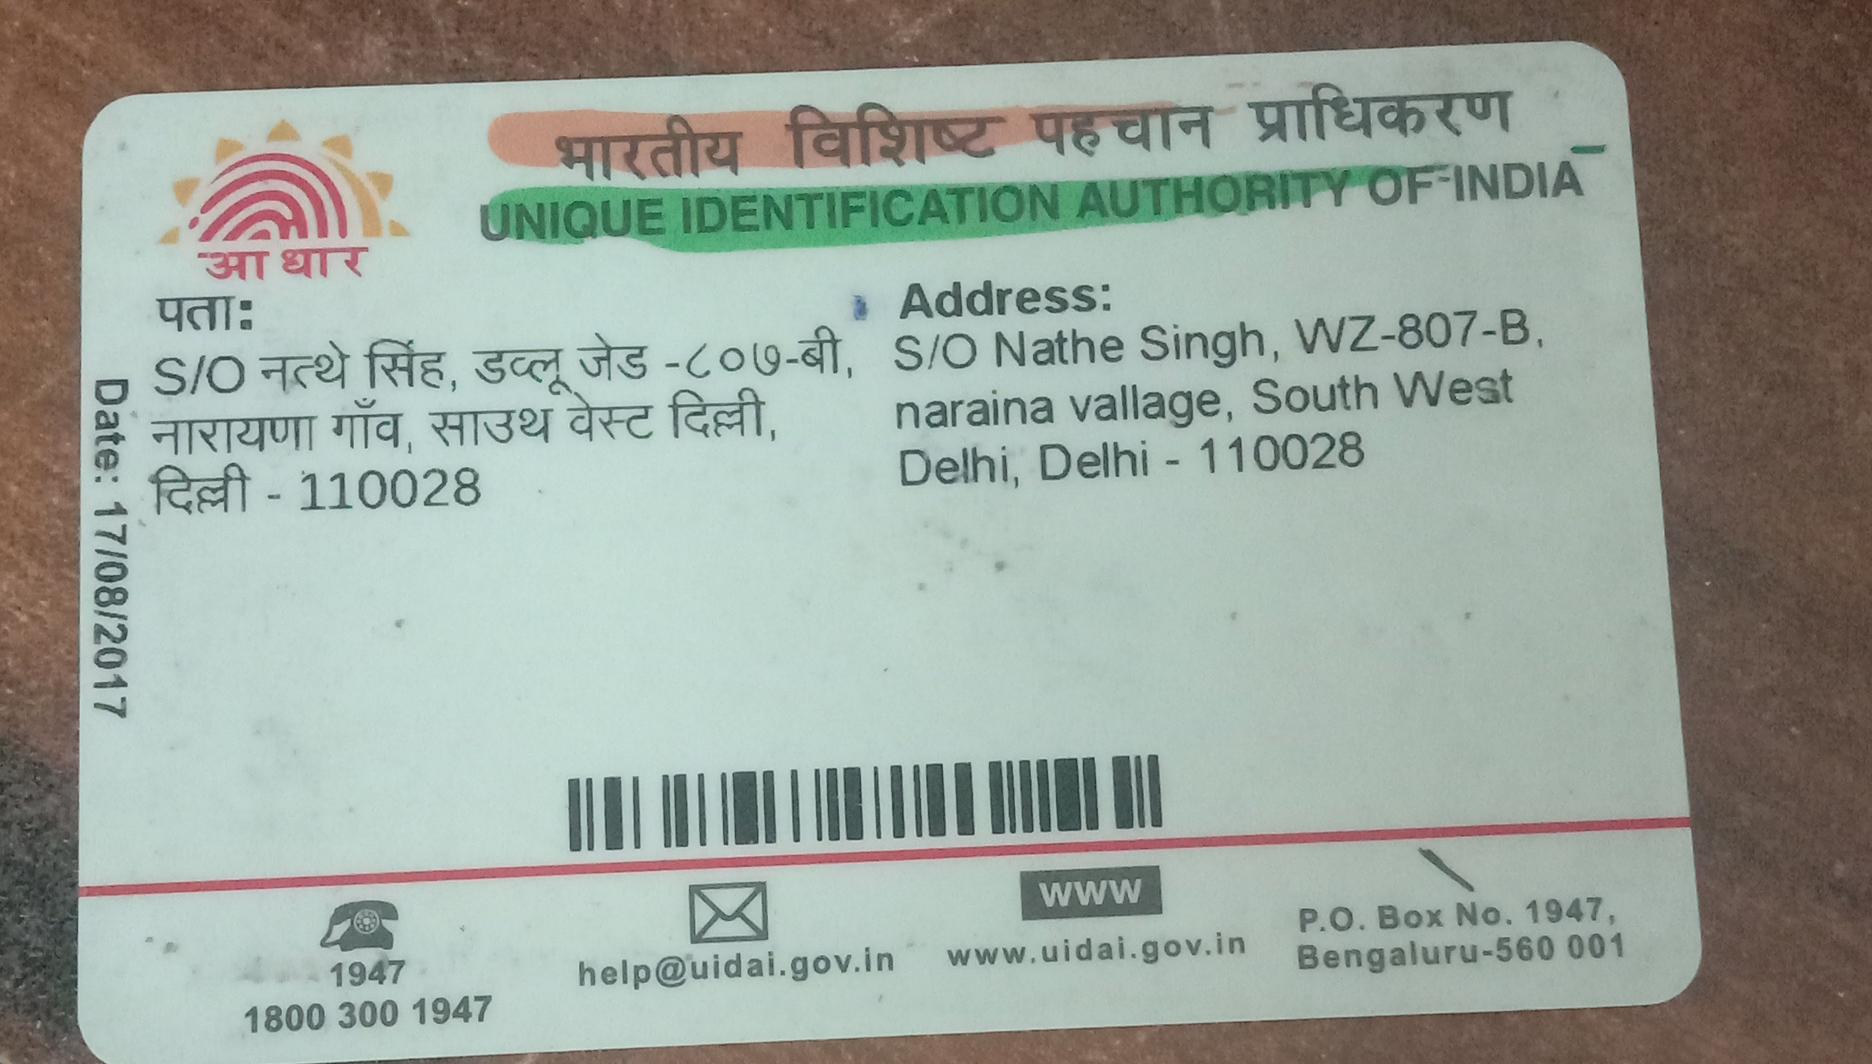 भारतीय विशिष्ट पहचान प्राधिकरण
UNIQUE IDENTIFICATION AUTHORITY OF INDIA
आधार
पता:
S/O नत्थे सिंह, डव्लू जेड -८०७-बी,
नारायणा गाँव, साउथ वेस्ट दिल्ली,
दिल्ली - 110028
Address:
S/O Nathe Singh, WZ-807-B,
naraina vallage, South West
Delhi, Delhi - 110028
Date: 17/08/2017
1947
1800 300 1947
help@uidai.gov.in
www
www.uidai.gov.in
P.O. Box No. 1947,
Bengaluru-560 001